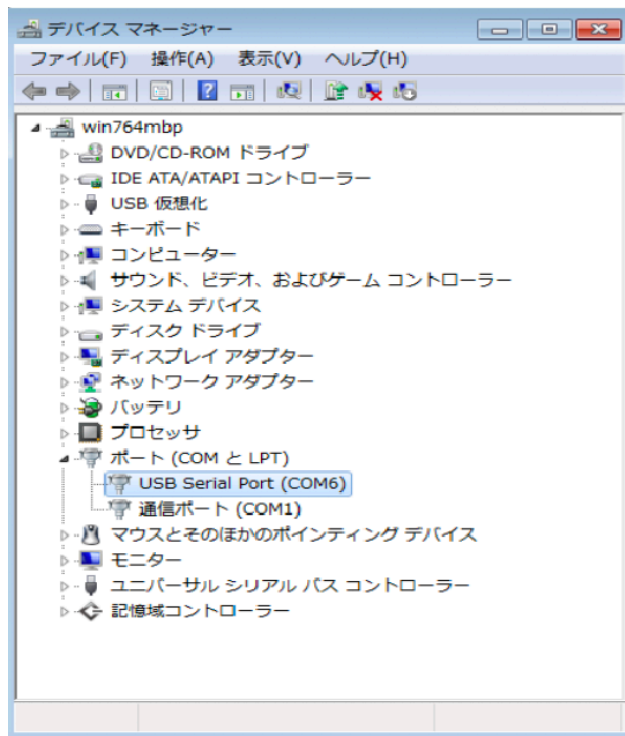 デバイス マネージャー
ファイル(F) 操作(A) 表示(V) ヘルプ(H)
win764mbp
DVD/CD-ROM ドライブ
IDE ATA/ATAPI コントローラー
USB 仮想化
キーボード
コンピューター
サウンド、ビデオ、およびゲーム コントローラー
システム デバイス
ディスク ドライブ
ディスプレイ アダプター
ネットワーク アダプター
バッテリ
プロセッサ
ポート (COM と LPT)
USB Serial Port (COM6)
通信ポート (COM1)
マウスとそのほかのポインティング デバイス
モニター
ユニバーサル シリアル バス コントローラー
記憶域コントローラー